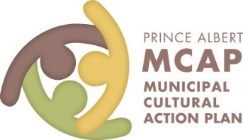 PRINCE ALBERT
MCAP
MUNICIPAL
CULTURAL
ACTION PLAN